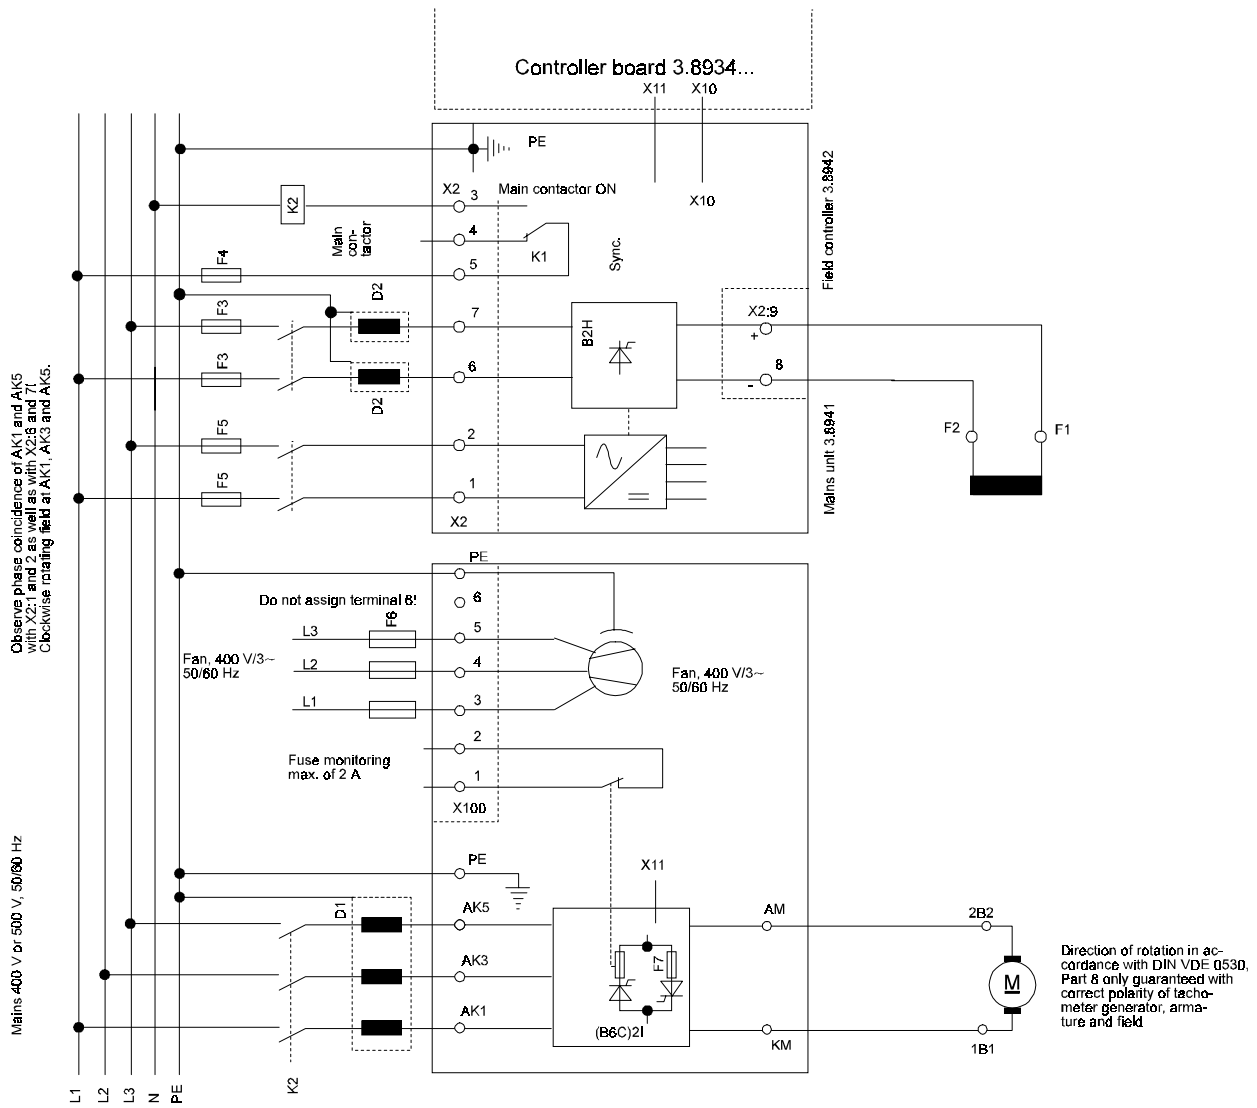 Controller board 3.8934...
X11
X10
PE
X2
3
Main contactor ON
X10
K2
Main
con-
tactor
4
K1
Sync.
Field controller 3.8942
F4
5
D2
F3
7
B2H
X2:9
+
F3
6
8
-
D2
Mains unit 3.8941
F5
2
F2
F1
F5
1
X2
Observe phase coincidence of AK1 and AK5
with X2:1 and 2 as well as with X2:6 and 7!
Clockwise rotating field at AK1, AK3 and AK5.
PE
Do not assign terminal 6!
6
F6
L3
5
Fan, 400 V/3~
50/60 Hz
L2
4
Fan, 400 V/3~
50/60 Hz
L1
3
2
Fuse monitoring
max. of 2 A
1
X100
Mains 400 V or 500 V, 50/60 Hz
PE
X11
D1
AK5
AM
2B2
AK3
F7
M
Direction of rotation in ac-
cordance with DIN VDE 0530,
Part 8 only guaranteed with
correct polarity of tacho-
meter generator, arma-
ture and field
AK1
(B6C)2I
KM
1B1
L1
L2
L3
N
PE
K2